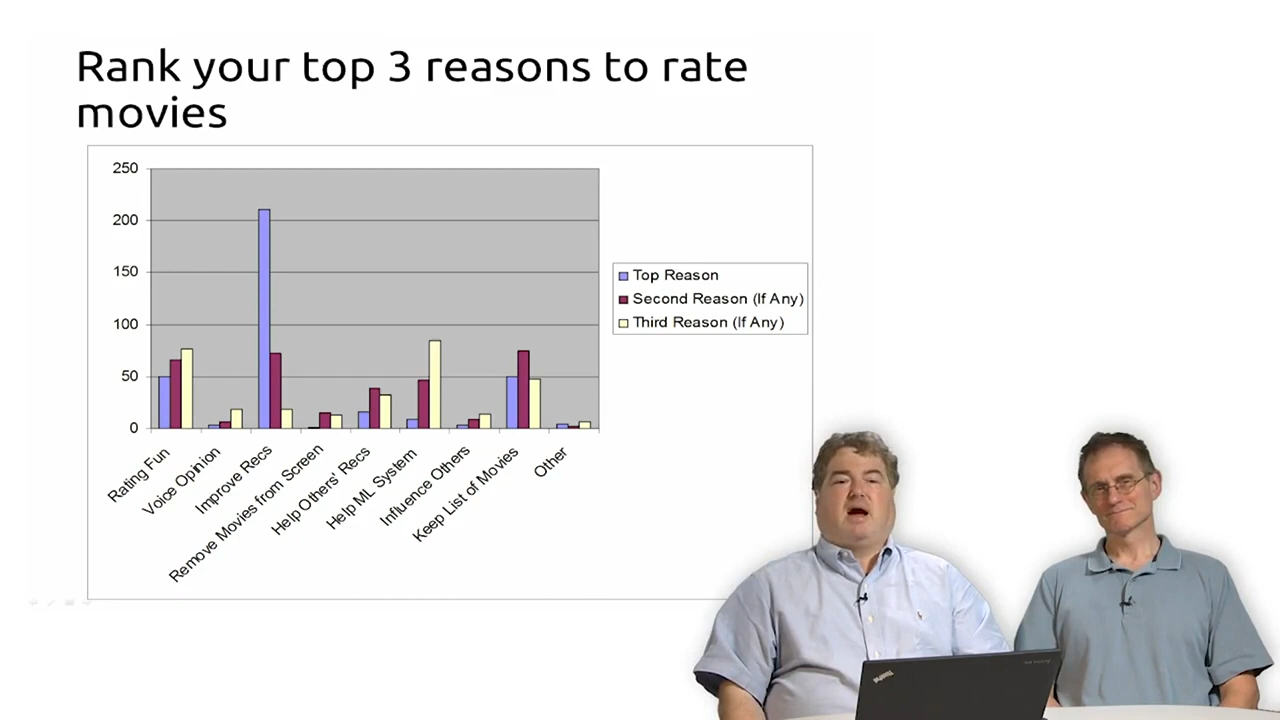 Rank your top 3 reasons to rate
movies
250
200
150
100
50
0
Top Reason
Second Reason (If Any)
Third Reason (If Any)
Rating Fun
Voice Opinion
Improve Recs
Remove Movies from Screen
Help Others' Recs
Help ML System
Influence Others
Keep List of Movies
Other
ThinkPad